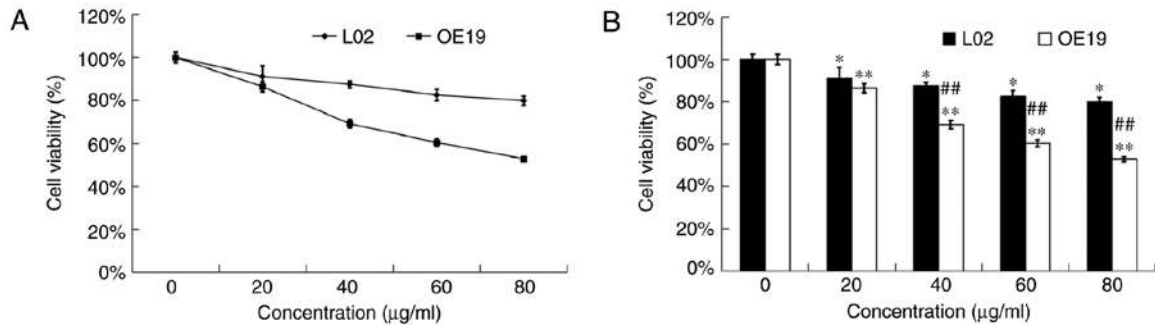 A
L02 OE19
Cell viability (%)
120%
100%
80%
60%
40%
20%
0%
0 20 40 60 80
Concentration (μg/ml)
B
L02 OE19
Cell viability (%)
120%
100%
80%
60%
40%
20%
0%
* ** * ## ** * ## ** * ## **
0 20 40 60 80
Concentration (μg/ml)